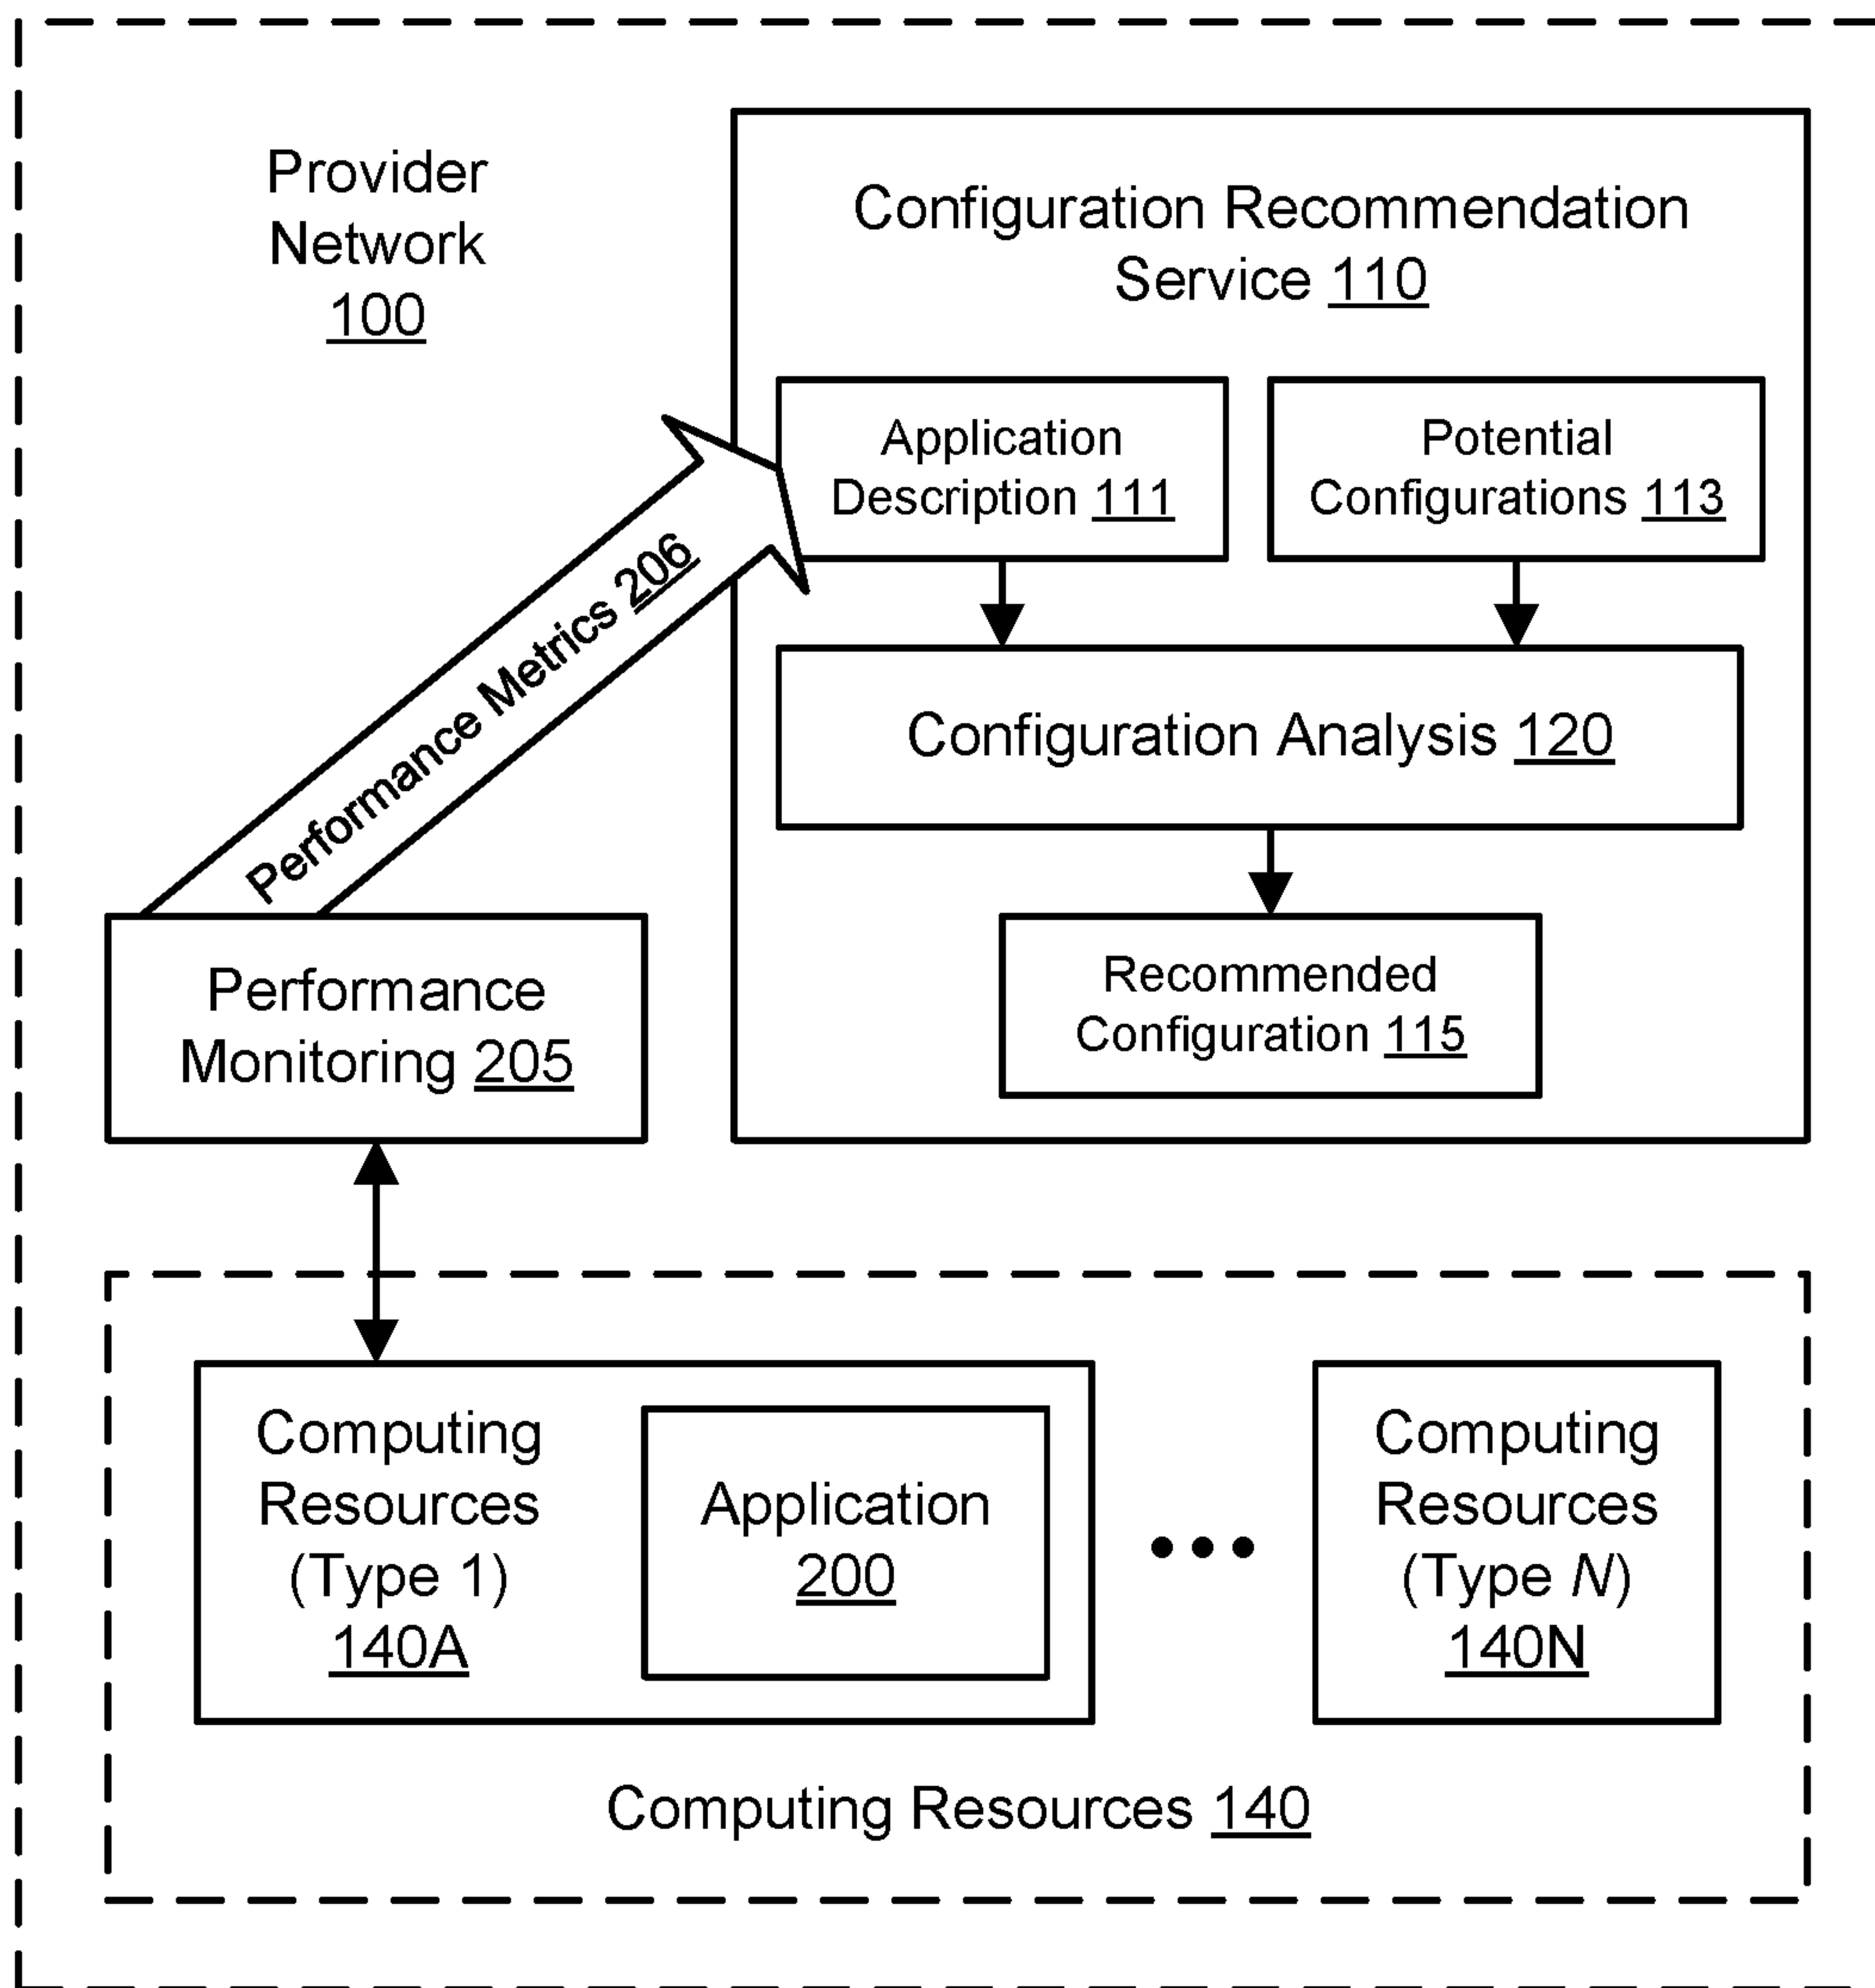 Provider
Network
100
Configuration Recommendation
Service 110
Application
Description 111
Potential
Configurations 113
Performance Metrics 206
Configuration Analysis 120
Performance
Monitoring 205
Recommended
Configuration 115
Computing
Resources
(Type 1)
140A
Application
200
Computing
Resources
(Type N)
140N
Computing Resources 140